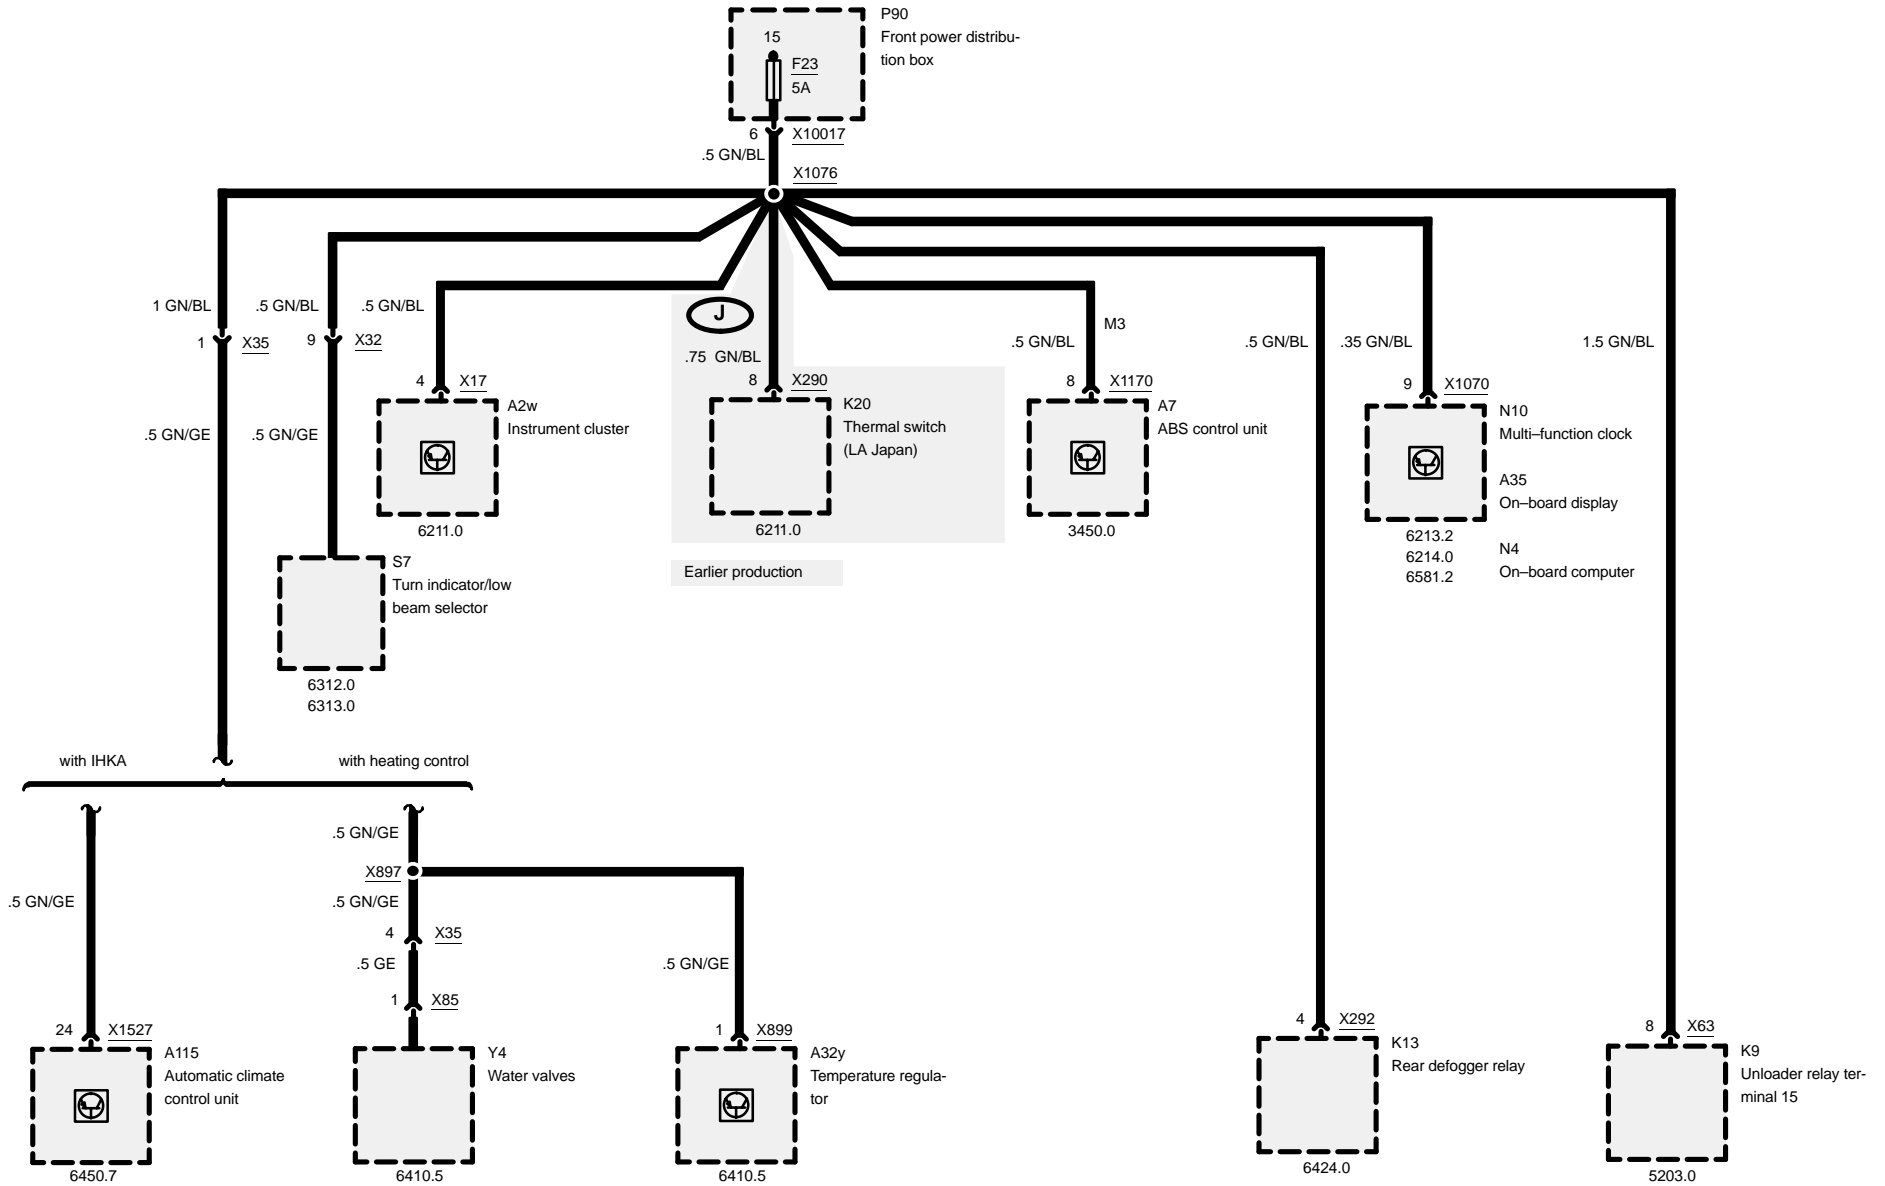 P90
Front power distribu-
tion box
15
F23
5A
6 X10017
.5 GN/BL
X1076
1 GN/BL
.5 GN/BL
.5 GN/BL
J
M3
1 X35
9 X32
.75 GN/BL
.5 GN/BL
.5 GN/BL
.35 GN/BL
1.5 GN/BL
4 X17
8 X290
8 X1170
9 X1070
A2w
Instrument cluster
K20
Thermal switch
(LA Japan)
A7
ABS control unit
N10
Multi–function clock
A35
On–board display
N4
On–board computer
.5 GN/GE
.5 GN/GE
6211.0
6211.0
3450.0
6213.2
6214.0
6581.2
Earlier production
S7
Turn indicator/low
beam selector
6312.0
6313.0
with IHKA
with heating control
.5 GN/GE
X897
.5 GN/GE
.5 GN/GE
4 X35
.5 GE
.5 GN/GE
1 X85
24 X1527
1 X899
4 X292
8 X63
A115
Automatic climate
control unit
Y4
Water valves
A32y
Temperature regula-
tor
K13
Rear defogger relay
K9
Unloader relay ter-
minal 15
6450.7
6410.5
6410.5
6424.0
5203.0